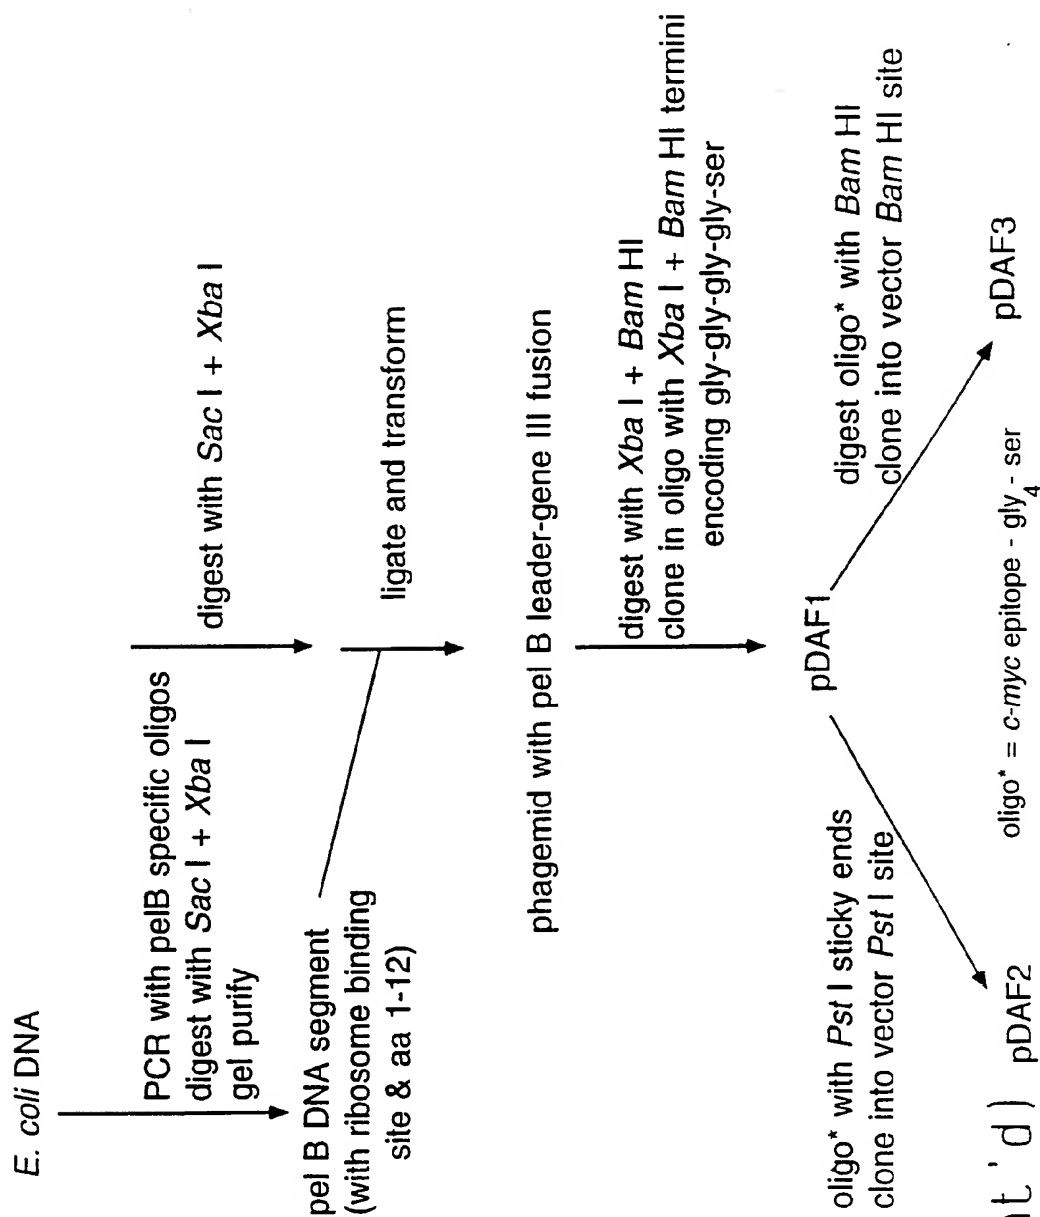 E. coli DNA
PCR with pelB specific oligos
digest with Sac I + Xba I
gel purify
digest with Sac I + Xba I
pel B DNA segment
(with ribosome binding
site & aa 1-12)
ligate and transform
phagemid with pel B leader-gene III fusion
digest with Xba I + Bam HI
clone in oligo with Xba I + Bam HI termini
encoding gly-gly-gly-gly-ser
pDAF1
oligo* with Pst I sticky ends
clone into vector Pst I site
digest oligo* with Bam HI
clone into vector Bam HI site
pDAF2
pDAF3
oligo* = c-myc epitope - gly4 - ser
nt'd)